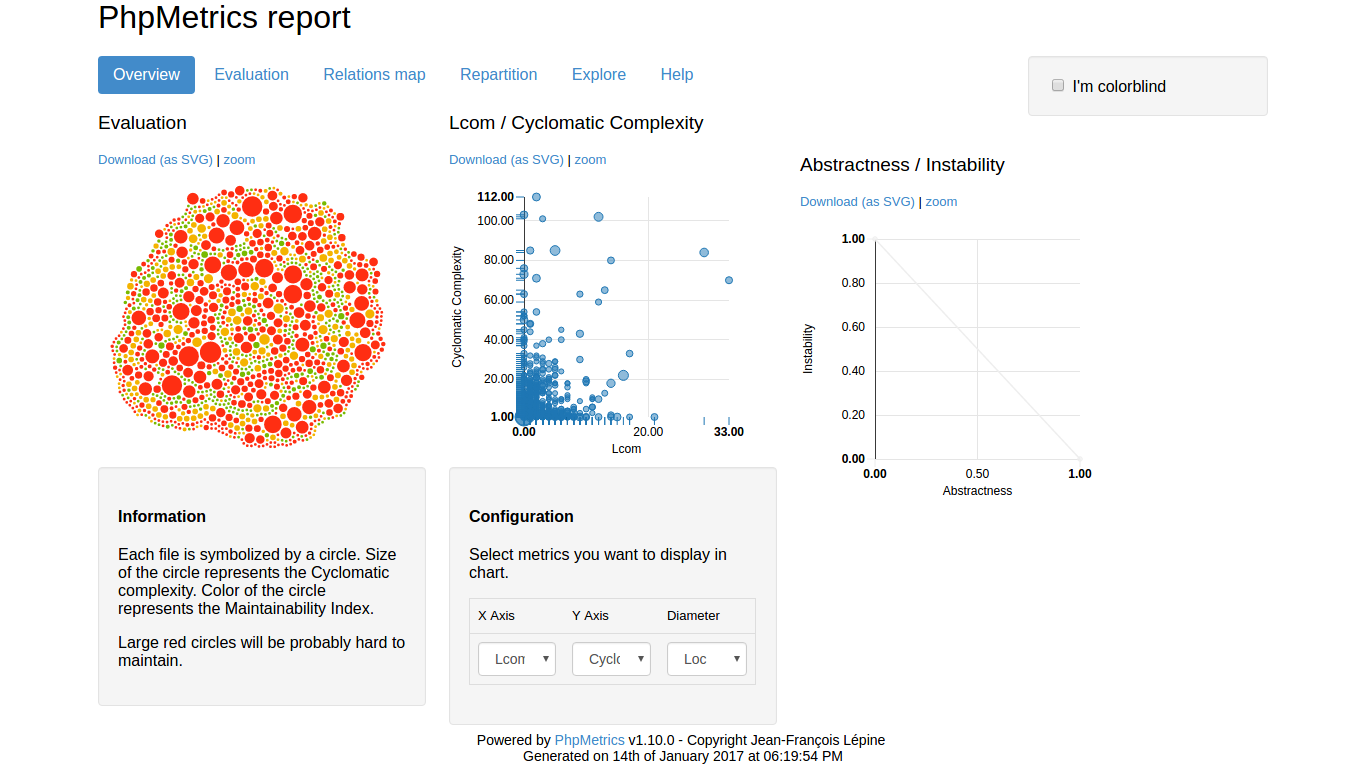 PhpMetrics report
Overview
Evaluation
Relations map
Repartition
Explore
Help
I'm colorblind
Evaluation
Download (as SVG) | zoom
Information
Each file is symbolized by a circle. Size
of the circle represents the Cyclomatic
complexity. Color of the circle
represents the Maintainability Index.
Large red circles will be probably hard to
maintain.
Lcom / Cyclomatic Complexity
Download (as SVG) | zoom
Cyclomatic Complexity
112.00
100.00
80.00
60.00
40.00
20.00
1.00
0.00 20.00 33.00
Lcom
Configuration
Select metrics you want to display in
chart.
X Axis Y Axis Diameter
Lcom Cyclo Loc
Abstractness / Instability
Download (as SVG) | zoom
Instability
1.00
0.80
0.60
0.40
0.20
0.00
0.00 0.50 1.00
Abstractness
Powered by PhpMetrics v1.10.0 - Copyright Jean-François Lépine
Generated on 14th of January 2017 at 06:19:54 PM